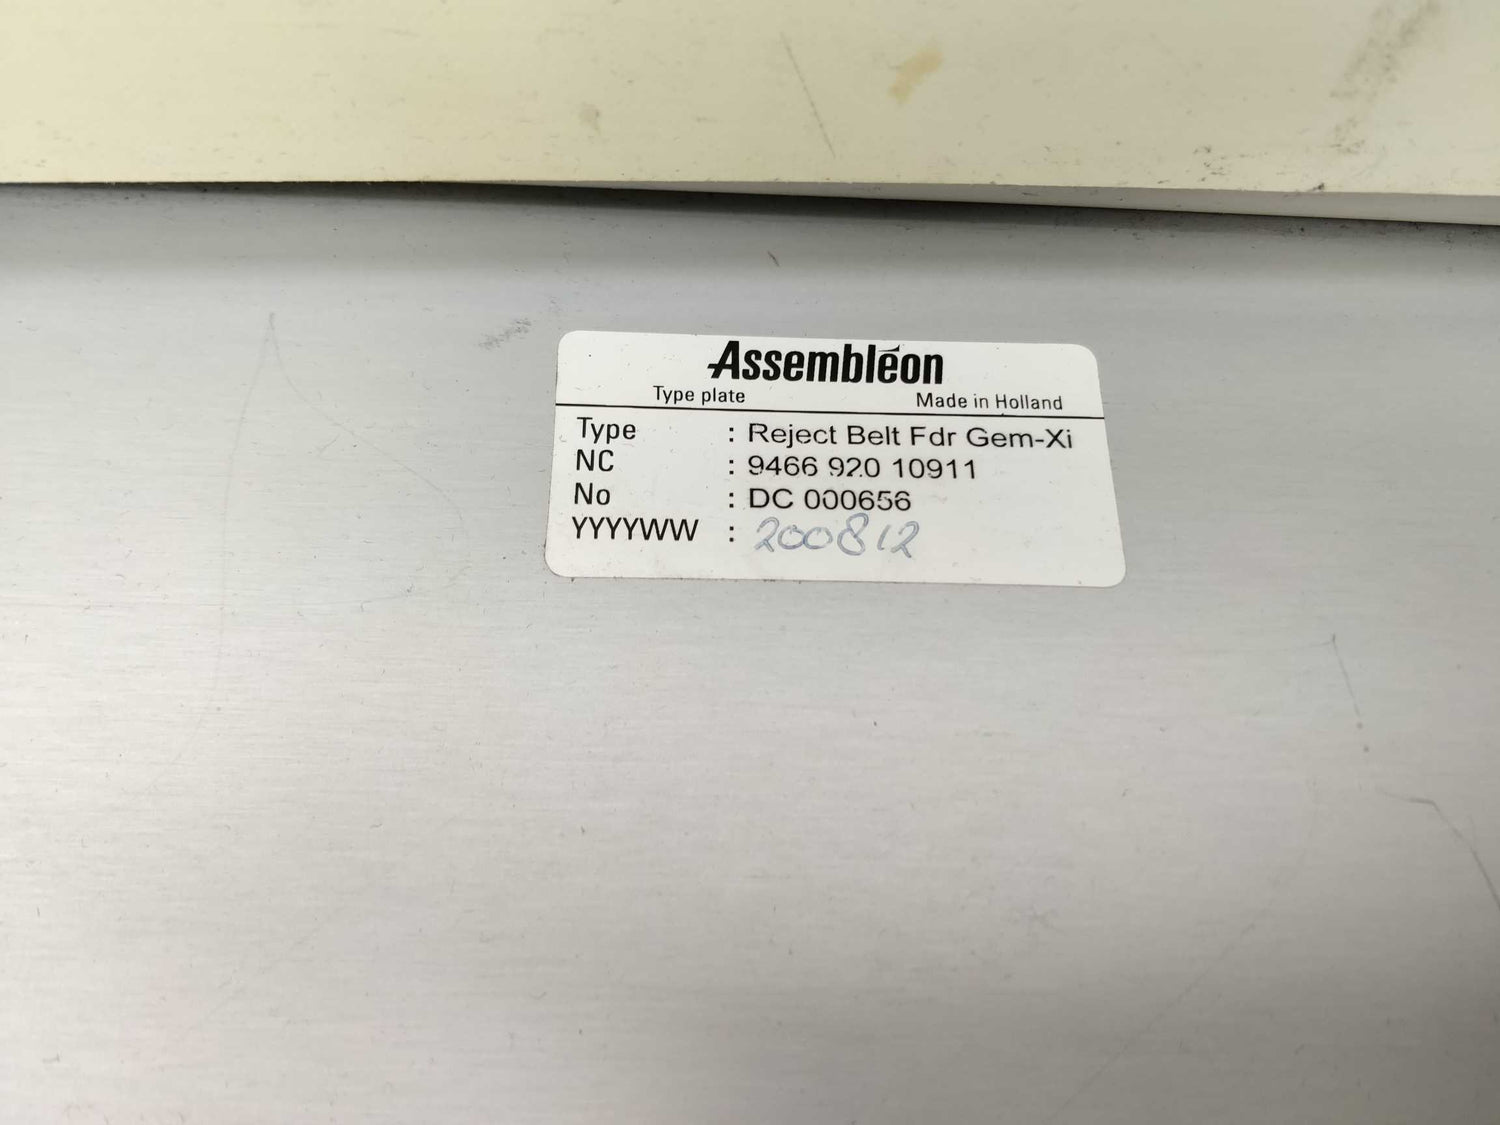 Assembléon
Type plate Made in Holland
Type : Reject Belt Fdr Gem-Xi
NC : 9466 920 10911
No : DC 000656
YYYYWW : 200812